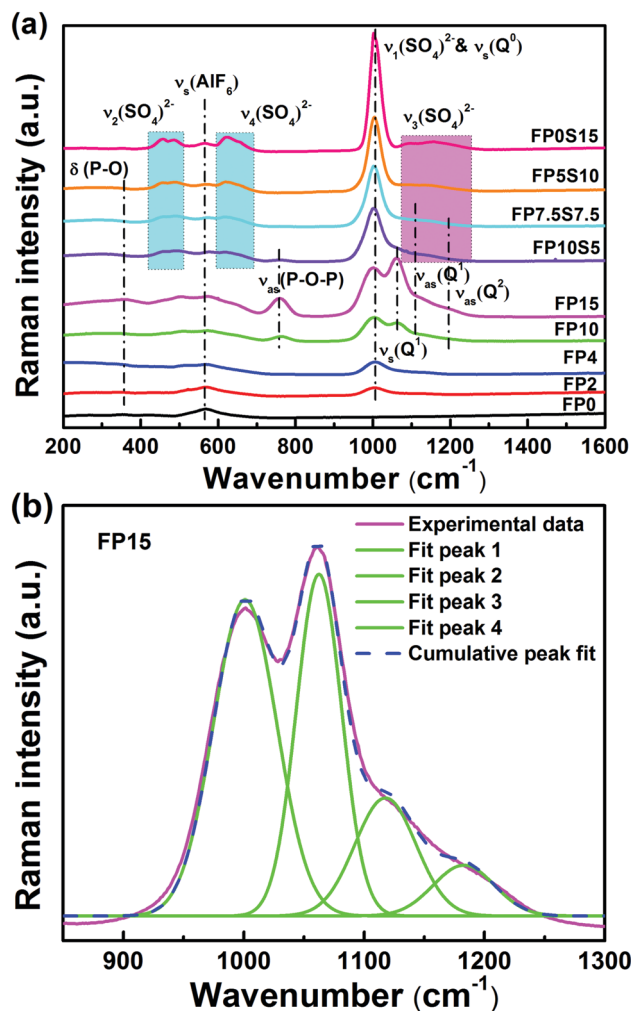 (a)
ν₁(SO₄)²⁻ & νₛ(Q⁰)
νₛ(AlF₆)
ν₂(SO₄)²⁻
ν₄(SO₄)²⁻
ν₃(SO₄)²⁻
FP0S15
δ (P-O)
FP5S10
FP7.5S7.5
FP10S5
νₐₛ(P-O-P)
νₐₛ(Q¹)
νₐₛ(Q²)
FP15
FP10
νₛ(Q¹)
FP4
FP2
FP0
Raman intensity (a.u.)
200 400 600 800 1000 1200 1400 1600
Wavenumber (cm⁻¹)
(b)
FP15
Experimental data
Fit peak 1
Fit peak 2
Fit peak 3
Fit peak 4
Cumulative peak fit
Raman intensity (a.u.)
900 1000 1100 1200 1300
Wavenumber (cm⁻¹)